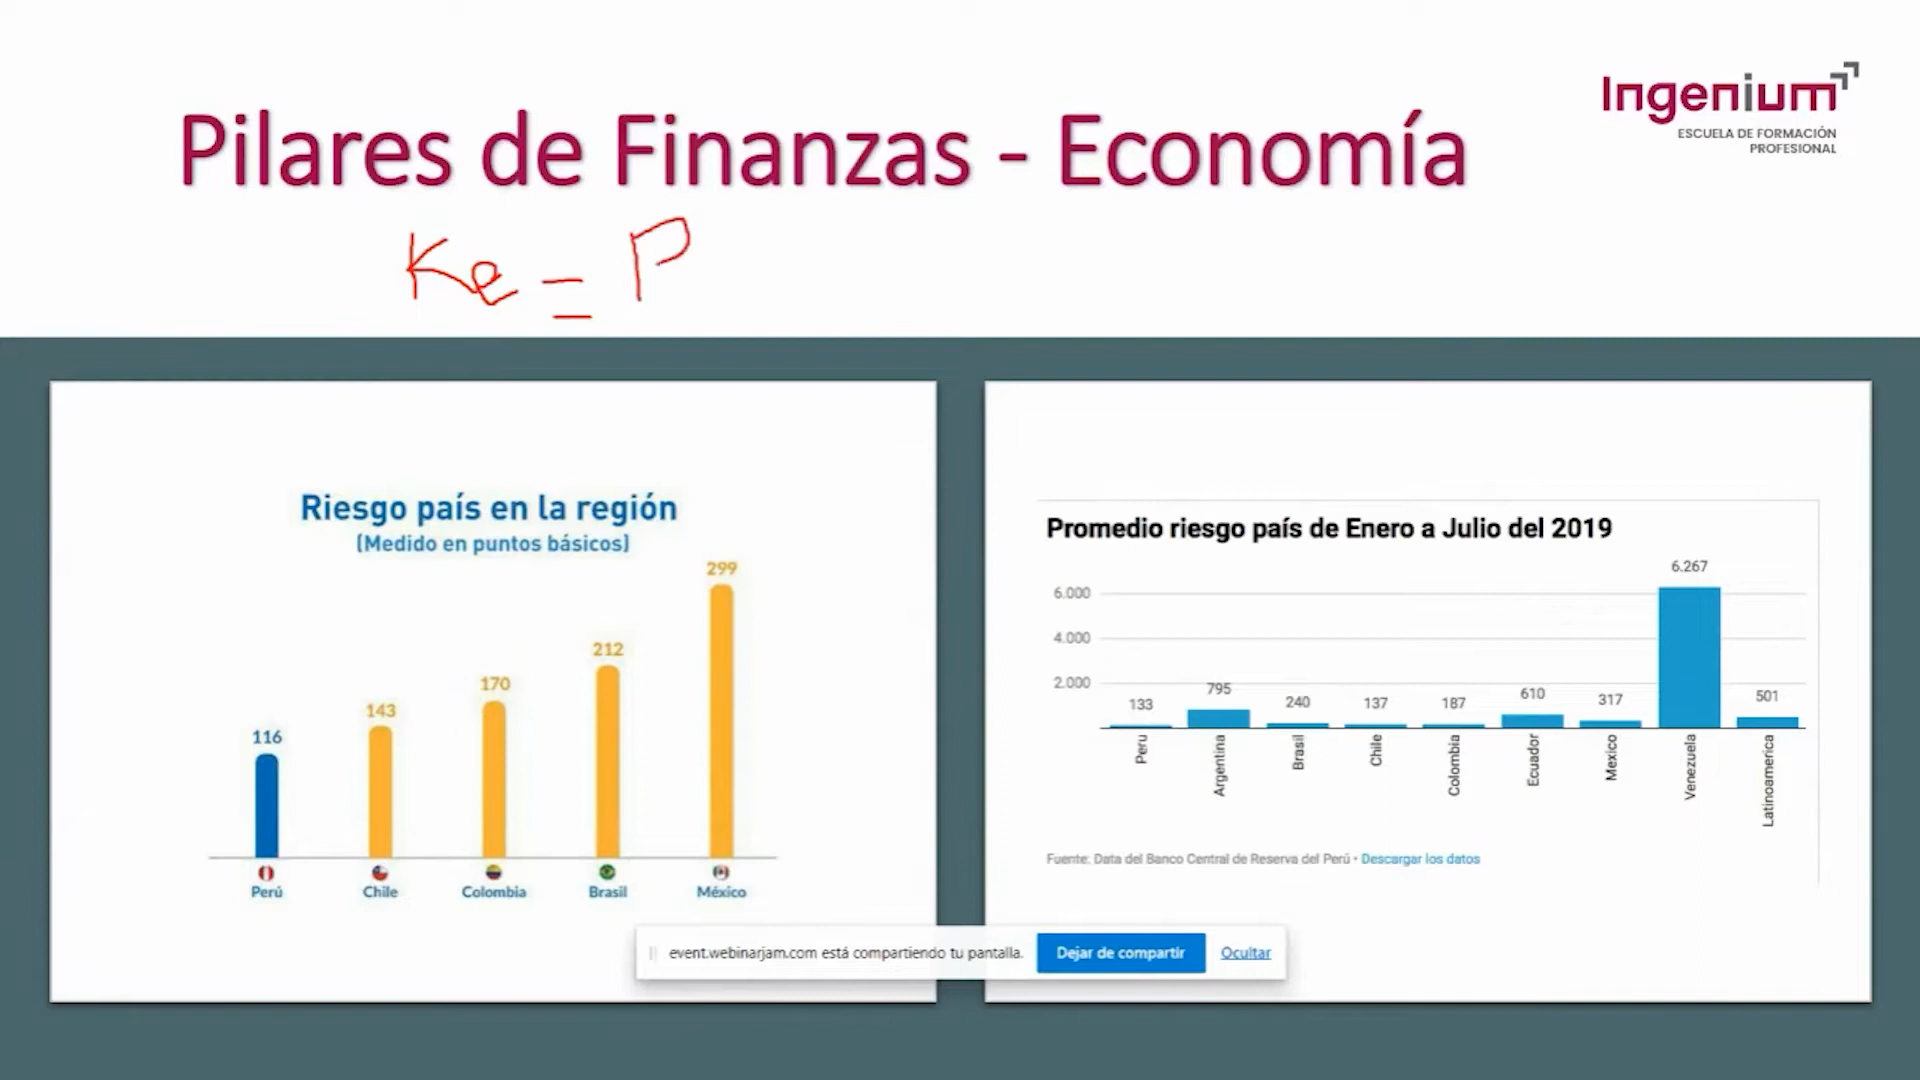 Ingenium
ESCUELA DE FORMACIÓN
PROFESIONAL
Pilares de Finanzas - Economía
Ke = P
Riesgo país en la región
(Medido en puntos básicos)
116
143
170
212
299
Perú
Chile
Colombia
Brasil
México
Promedio riesgo país de Enero a Julio del 2019
6.000
4.000
2.000
133
795
240
137
187
610
317
6.267
501
Peru
Argentina
Brasil
Chile
Colombia
Ecuador
Mexico
Venezuela
Latinoamerica
Fuente: Data del Banco Central de Reserva del Perú • Descargar los datos
event.webinarjam.com está compartiendo tu pantalla.
Dejar de compartir
Ocultar